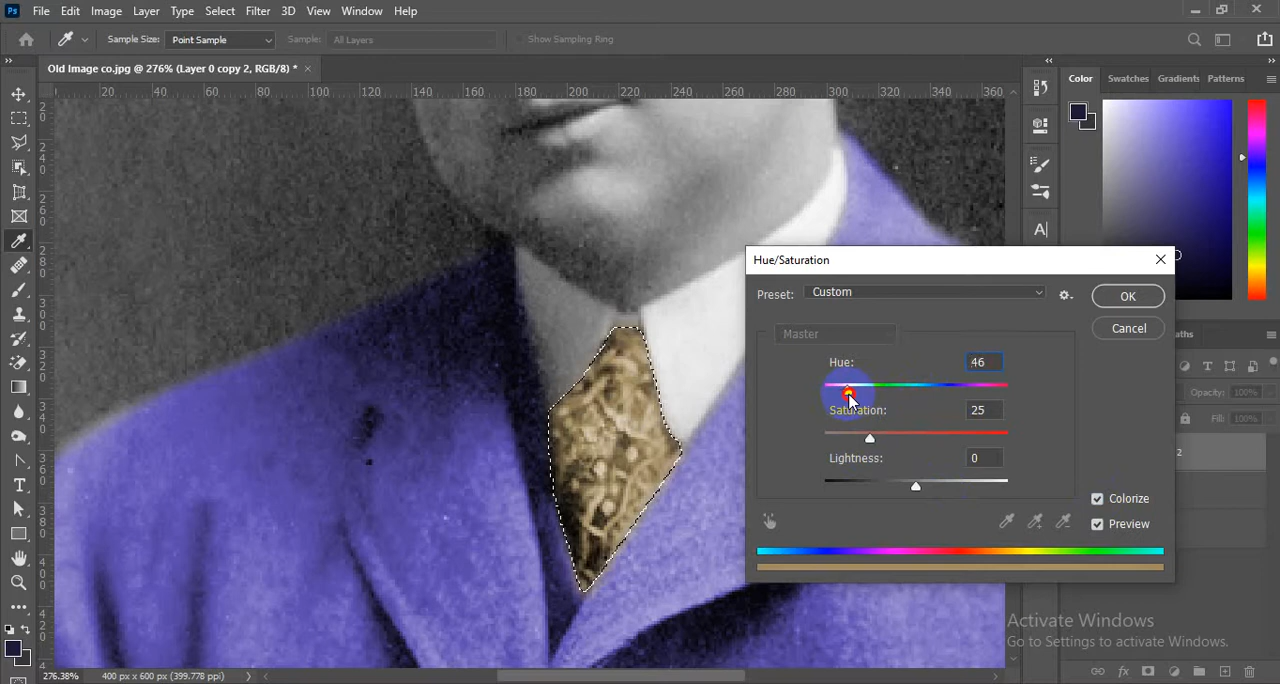 Ps File Edit Image Layer Type Select Filter 3D View Window Help
Sample Size: Point Sample Sample: All Layers Show Sampling Ring
Old Image co.jpg @ 276% (Layer 0 copy 2, RGB/8) * ×
Color Swatches Gradients Patterns
20 40 60 80 100 120 140 160 180 200 220 240 260 280 300 320 340 360
Hue/Saturation
Preset: Custom OK
Master Cancel
Hue: 46
Saturation: 25
Lightness: 0
Colorize
Preview
aths
Opacity: 100%
Fill: 100%
2
Activate Windows
Go to Settings to activate Windows.
276.38% 400 px x 600 px (399.777 ppi)